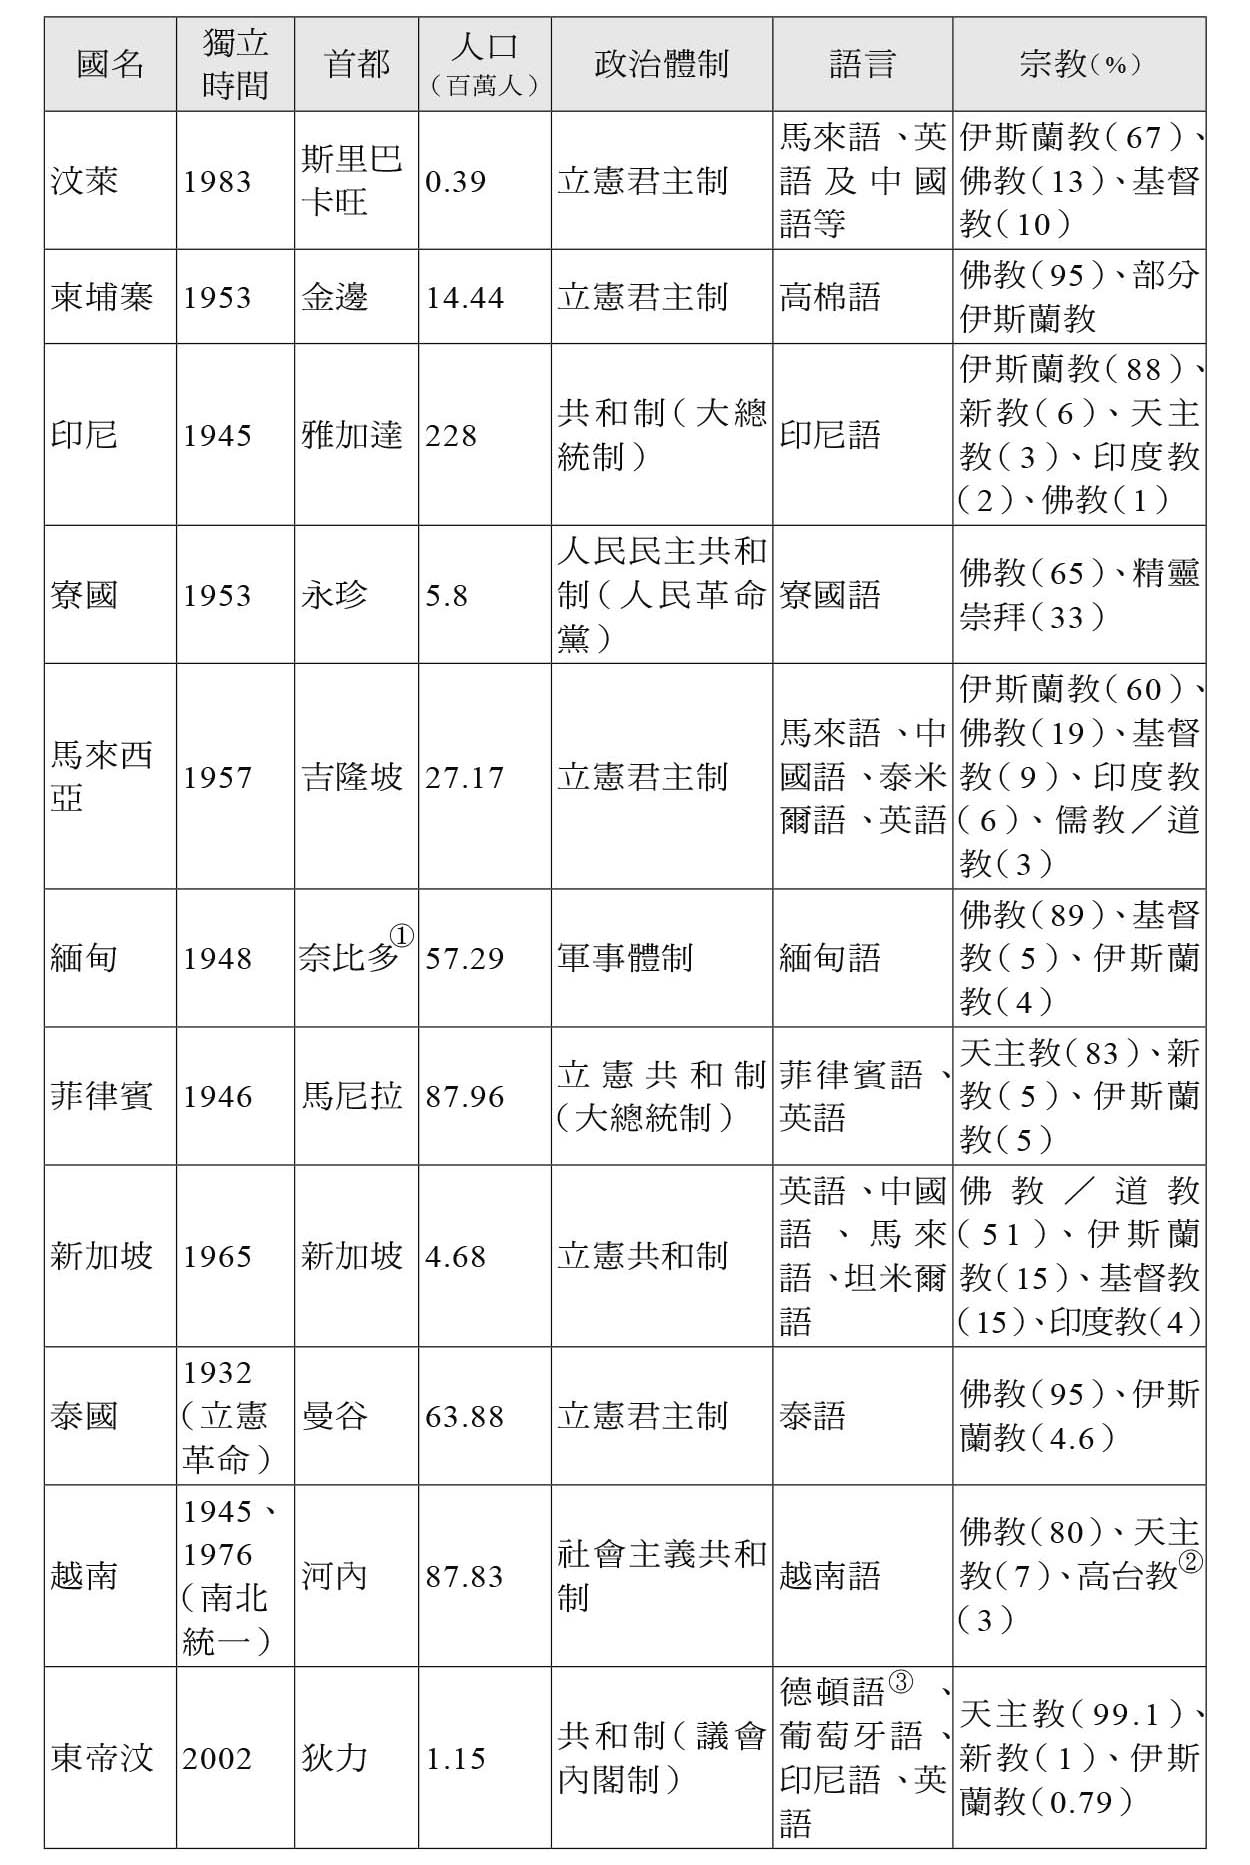 國名
獨立
時間
首都
人口
（百萬人）
政治體制
語言
宗教（%）
汶萊
1983
斯里巴
卡旺
0.39
立憲君主制
馬來語、英
語及中國
語等
伊斯蘭教（67）、
佛教（13）、基督
教（10）
柬埔寨
1953
金邊
14.44
立憲君主制
高棉語
佛教（95）、部分
伊斯蘭教
印尼
1945
雅加達
228
共和制（大總
統制）
印尼語
伊斯蘭教（88）、
新教（6）、天主
教（3）、印度教
（2）、佛教（1）
寮國
1953
永珍
5.8
人民民主共和
制（人民革命
黨）
寮國語
佛教（65）、精靈
崇拜（33）
馬來西
亞
1957
吉隆坡
27.17
立憲君主制
馬來語、中
國語、泰米
爾語、英語
伊斯蘭教（60）、
佛教（19）、基督
教（9）、印度教
（6）、儒教／道
教（3）
緬甸
1948
奈比多①
57.29
軍事體制
緬甸語
佛教（89）、基督
教（5）、伊斯蘭
教（4）
菲律賓
1946
馬尼拉
87.96
立憲共和制
（大總統制）
菲律賓語、
英語
天主教（83）、新
教（5）、伊斯蘭
教（5）
新加坡
1965
新加坡
4.68
立憲共和制
英語、中國
語、馬來
語、坦米爾
語
佛教／道教
（51）、伊斯蘭
教（15）、基督教
（15）、印度教（4）
泰國
1932
（立憲
革命）
曼谷
63.88
立憲君主制
泰語
佛教（95）、伊斯
蘭教（4.6）
越南
1945、
1976
（南北
統一）
河內
87.83
社會主義共和
制
越南語
佛教（80）、天主
教（7）、高台教②
（3）
東帝汶
2002
狄力
1.15
共和制（議會
內閣制）
德頓語③、
葡萄牙語、
印尼語、英
語
天主教（99.1）、
新教（1）、伊斯
蘭教（0.79）